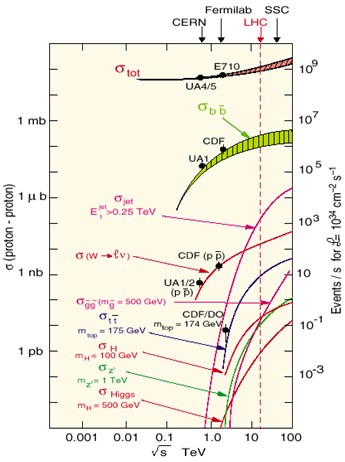 Fermilab SSC
CERN LHC
σtot
E710
UA4/5
10⁹
1 mb
σb b̄
10⁷
CDF
UA1
10⁵
σjet
E_T^jet >0.25 TeV
1 μb
10³
σ (proton - proton)
Events / s for ℒ= 10³⁴ cm⁻² s⁻¹
σ(W→ℓν)
CDF (p p̄)
UA1/2
(p p̄)
1 nb
10
σg̃g̃ (mg̃ = 500 GeV)
σt t̄
mtop = 175 GeV
CDF/DO
mtop = 174 GeV
10⁻¹
1 pb
σH
mH = 100 GeV
σz'
mz' = 1 TeV
10⁻³
σHiggs
mH = 500 GeV
0.001 0.01 0.1 1.0 10 100
√s TeV